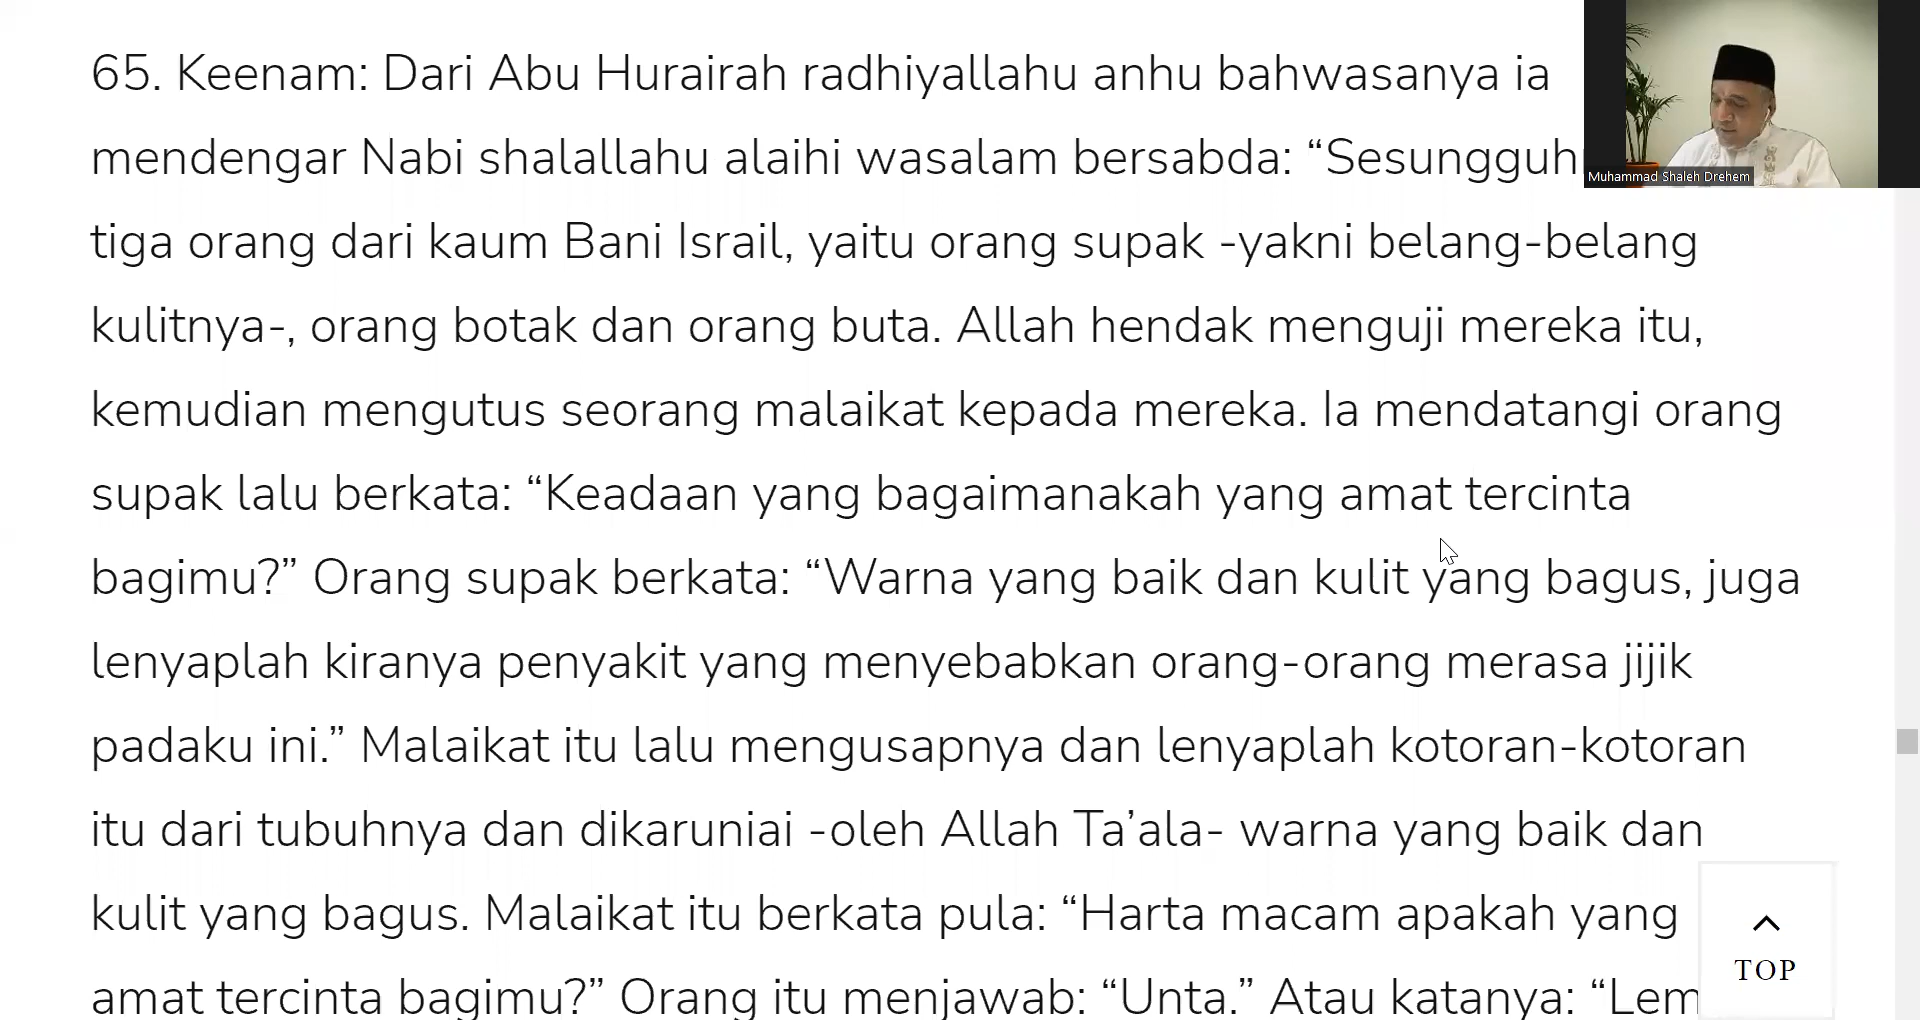 65. Keenam: Dari Abu Hurairah radhiyallahu anhu bahwasanya ia
mendengar Nabi shalallahu alaihi wasalam bersabda: “
tiga orang dari kaum Bani Israil, yaitu orang supak -yakni belang-belang
kulitnya-, orang botak dan orang buta. Allah hendak menguji mereka itu,
kemudian mengutus seorang malaikat kepada mereka. Ia mendatangi orang
supak lalu berkata: “Keadaan yang bagaimanakah yang amat tercinta
bagimu?” Orang supak berkata: “Warna yang baik dan kulit yang bagus, juga
lenyaplah kiranya penyakit yang menyebabkan orang-orang merasa jijik
padaku ini.” Malaikat itu lalu mengusapnya dan lenyaplah kotoran-kotoran
itu dari tubuhnya dan dikaruniai -oleh Allah Ta’ala- warna yang baik dan
kulit yang bagus. Malaikat itu berkata pula: “Harta macam apakah yang
amat tercinta bagimu?” Orang itu menjawab: “Unta.” Atau katanya: “
Muhammad Shaleh Drehem
TOP